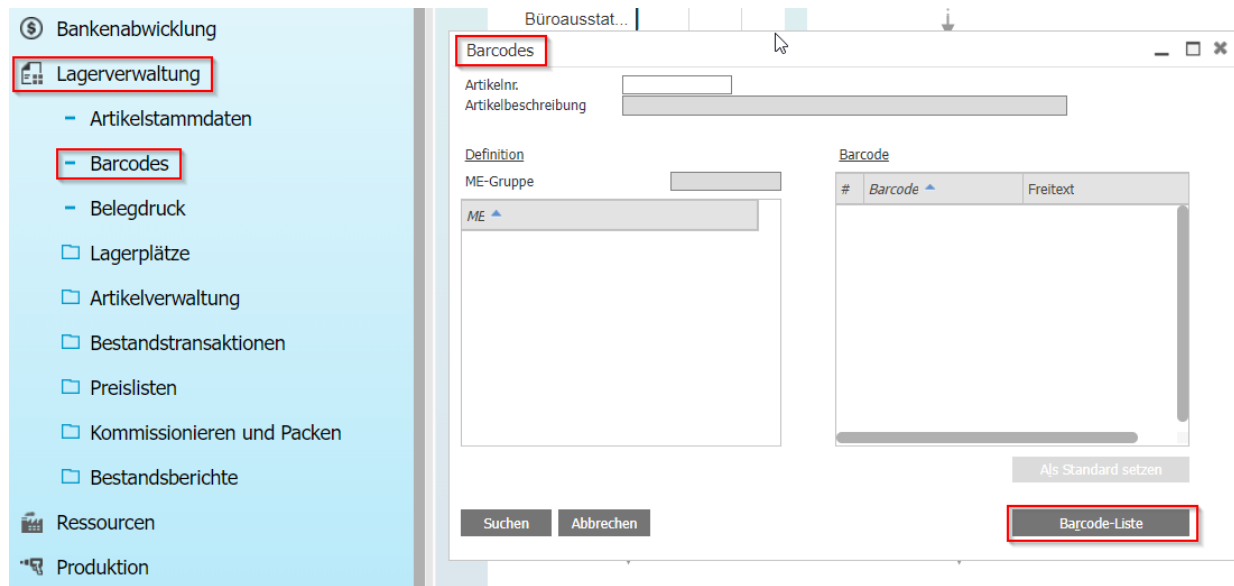 Bankenabwicklung
Lagerverwaltung
Artikelstammdaten
Barcodes
Belegdruck
Lagerplätze
Artikelverwaltung
Bestandstransaktionen
Preislisten
Kommissionieren und Packen
Bestandsberichte
Ressourcen
Produktion
Büroausstat...
Barcodes
Artikelnr.
Artikelbeschreibung
Definition
ME-Gruppe
ME
Barcode
# Barcode Freitext
Als Standard setzen
Suchen Abbrechen Barcode-Liste